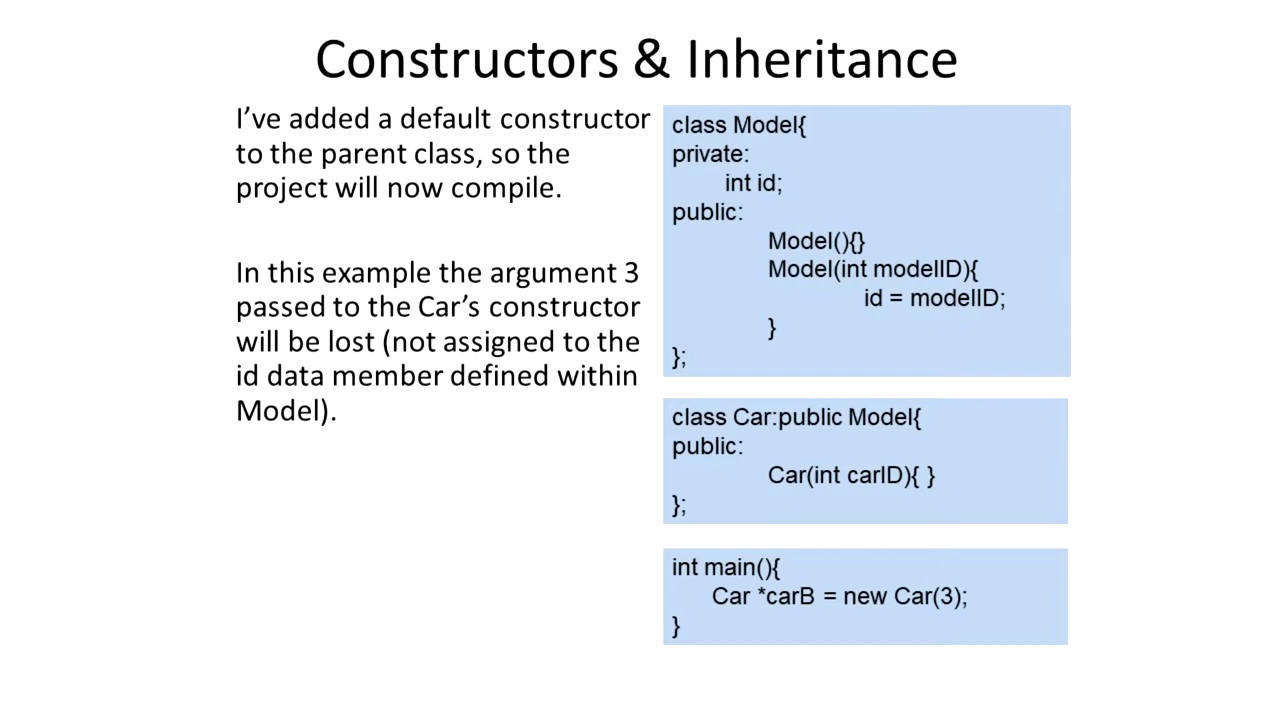 Constructors & Inheritance
I’ve added a default constructor
to the parent class, so the
project will now compile.
In this example the argument 3
passed to the Car’s constructor
will be lost (not assigned to the
id data member defined within
Model).
class Model{
private:
int id;
public:
Model(){}
Model(int modelID){
id = modelID;
}
};
class Car:public Model{
public:
Car(int carID){ }
};
int main(){
Car *carB = new Car(3);
}